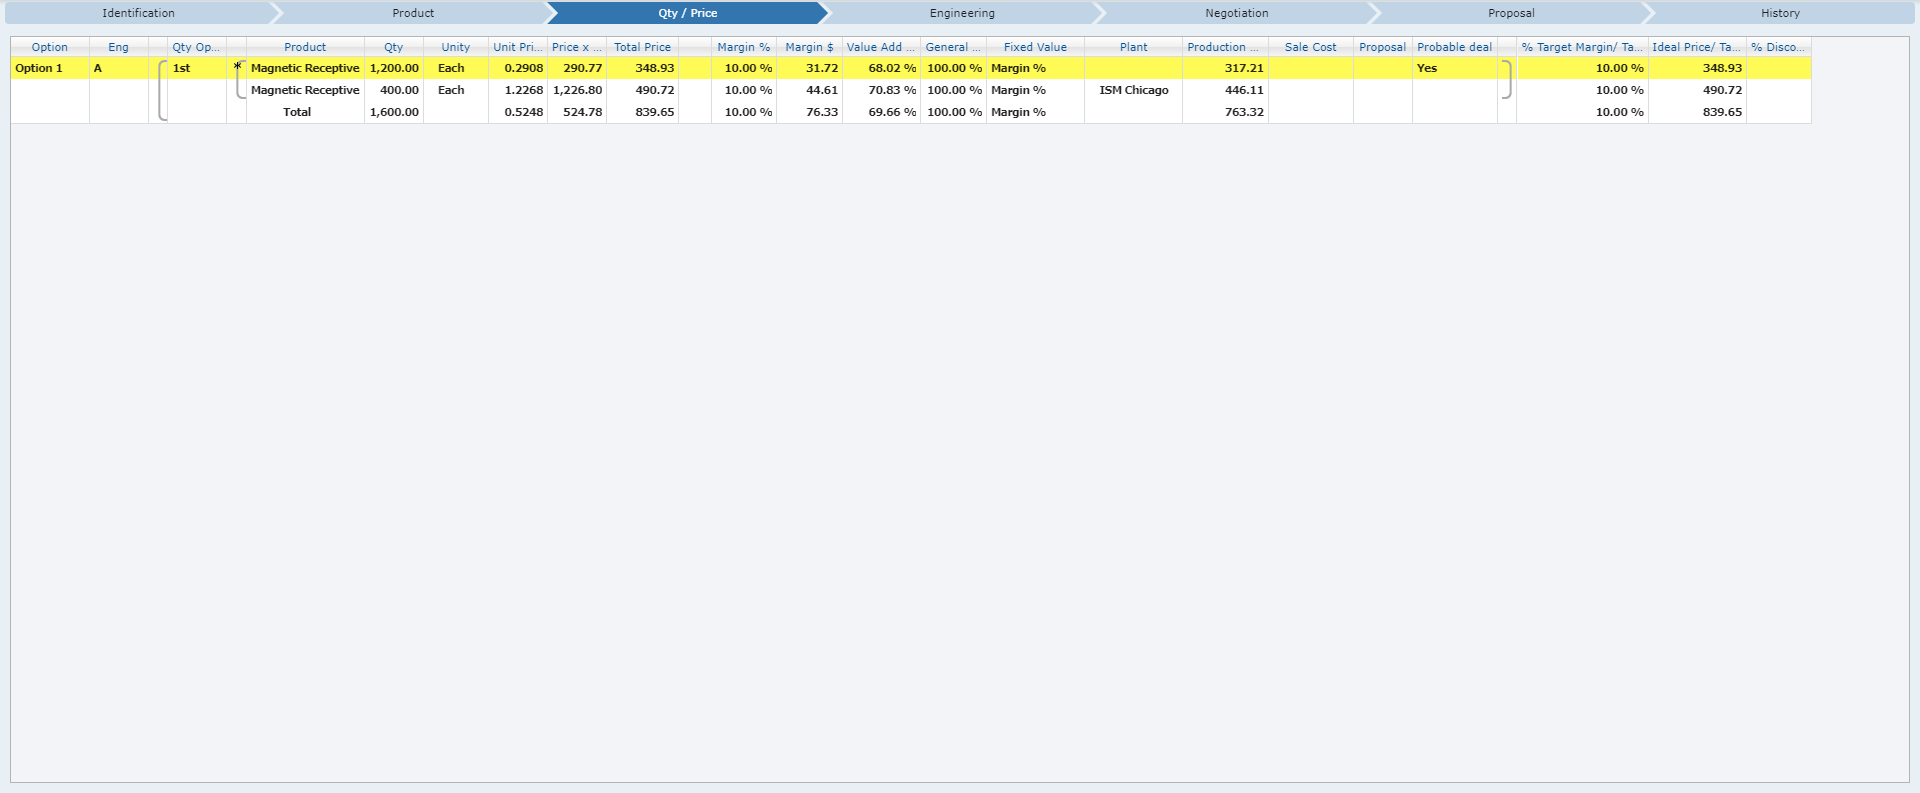 Identification Product Qty / Price Engineering Negotiation Proposal History
Option Eng Qty Op... Product Qty Unity Unit Pri... Price x ... Total Price Margin % Margin $ Value Add ... General ... Fixed Value Plant Production ... Sale Cost Proposal Probable deal % Target Margin/ Ta... Ideal Price/ Ta... % Disco...
Option 1 A 1st * Magnetic Receptive 1,200.00 Each 0.2908 290.77 348.93 10.00 % 31.72 68.02 % 100.00 % Margin % 317.21 Yes 10.00 % 348.93
Magnetic Receptive 400.00 Each 1.2268 1,226.80 490.72 10.00 % 44.61 70.83 % 100.00 % Margin % ISM Chicago 446.11 10.00 % 490.72
Total 1,600.00 0.5248 524.78 839.65 10.00 % 76.33 69.66 % 100.00 % Margin % 763.32 10.00 % 839.65